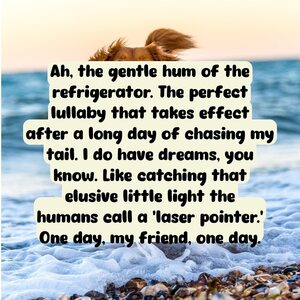 Ah, the gentle hum of the
refrigerator. The perfect
lullaby that takes effect
after a long day of chasing my
tail. I do have dreams, you
know. Like catching that
elusive little light the
humans call a 'laser pointer.'
One day, my friend, one day.